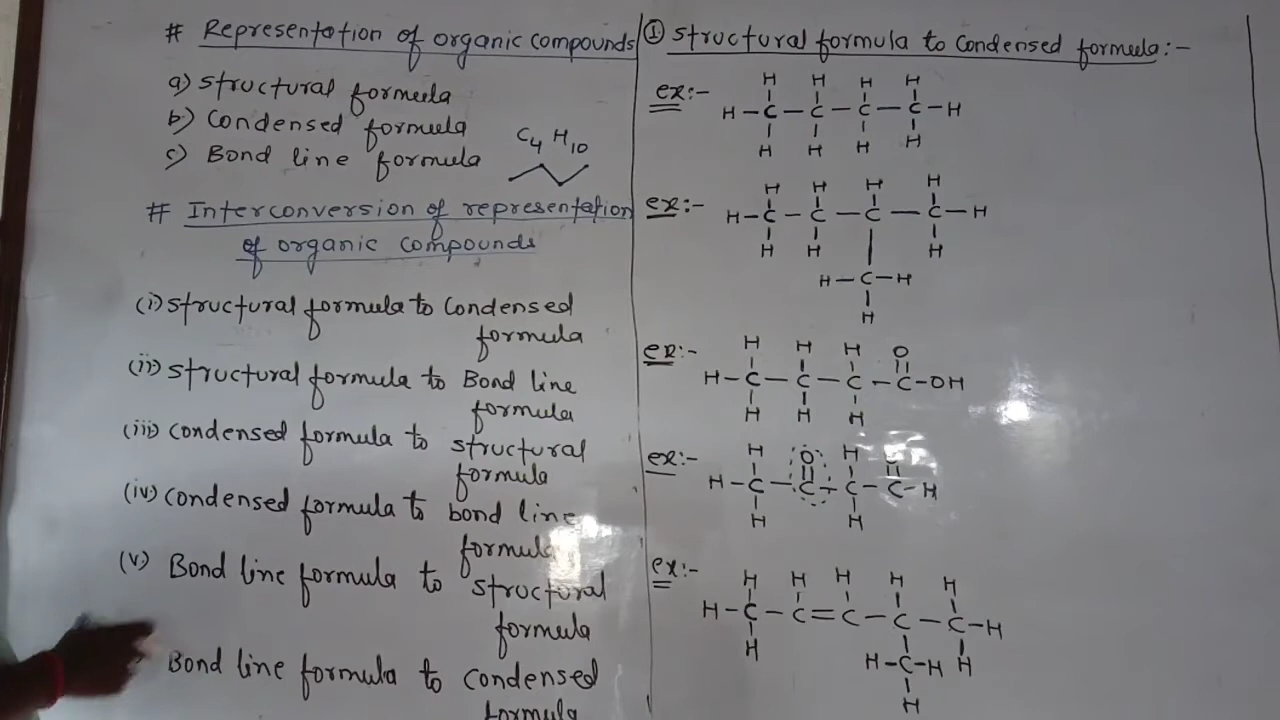 # Representation of organic compounds
a) Structural formula
b) Condensed formula
c) Bond line formula
C4 H10
# Interconversion of representation
of organic compounds
(i) Structural formula to Condensed
formula
(ii) Structural formula to Bond line
formula
(iii) Condensed formula to structural
formula
(iv) Condensed formula to bond line
formula
(v) Bond line formula to
structural
formula
Bond line formula to condensed
formula
① Structural formula to Condensed formula:-
ex:-
H H H H
H-C-C-C-C-H
H H H H
ex:-
H H H H
H-C-C-C-C-H
H H H
H-C-H
H
ex:-
H H H O
H-C-C-C-C-OH
H H H
ex:-
H O H
H-C-C-C-C-H
H H
ex:-
H H H H H
H-C-C=C-C-C-H
H H-C-H H
H